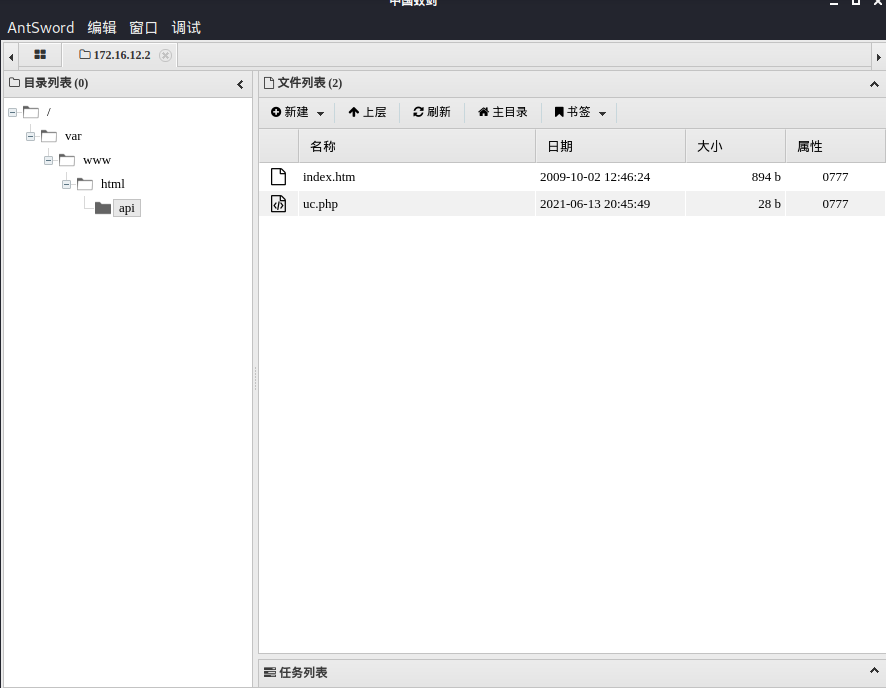 中国蚁剑
AntSword 编辑 窗口 调试
172.16.12.2
目录列表 (0)
/
var
www
html
api
文件列表 (2)
新建 上层 刷新 主目录 书签
名称 日期 大小 属性
index.htm 2009-10-02 12:46:24 894 b 0777
uc.php 2021-06-13 20:45:49 28 b 0777
任务列表